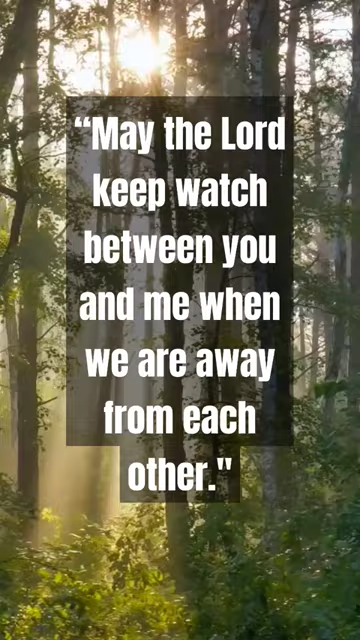 “May the Lord
keep watch
between you
and me when
we are away
from each
other."